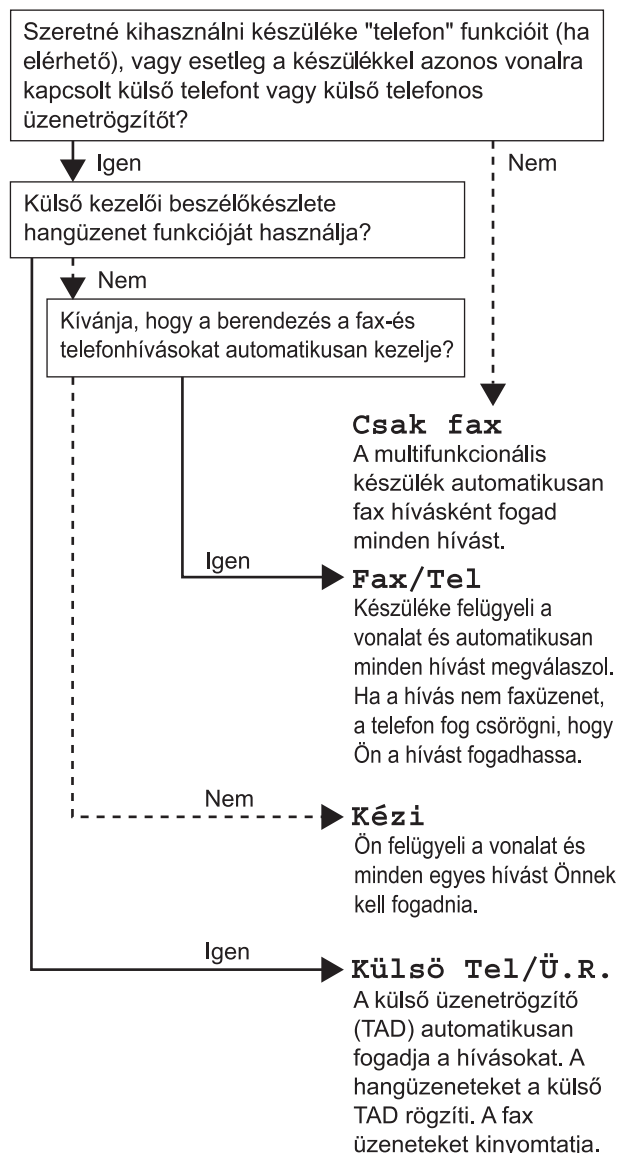 Szeretné kihasználni készüléke "telefon" funkcióit (ha
elérhető), vagy esetleg a készülékkel azonos vonalra
kapcsolt külső telefont vagy külső telefonos
üzenetrögzítőt?
Igen
Nem
Külső kezelői beszélőkészlete
hangüzenet funkcióját használja?
Nem
Kívánja, hogy a berendezés a fax-és
telefonhívásokat automatikusan kezelje?
Csak fax
A multifunkcionális
készülék automatikusan
fax hívásként fogad
minden hívást.
Igen
Fax/Tel
Készüléke felügyeli a
vonalat és automatikusan
minden hívást megválaszol.
Ha a hívás nem faxüzenet,
a telefon fog csörögni, hogy
Ön a hívást fogadhassa.
Nem
Kézi
Ön felügyeli a vonalat és
minden egyes hívást Önnek
kell fogadnia.
Igen
Külsö Tel/Ü.R.
A külső üzenetrögzítő
(TAD) automatikusan
fogadja a hívásokat. A
hangüzeneteket a külső
TAD rögzíti. A fax
üzeneteket kinyomtatja.